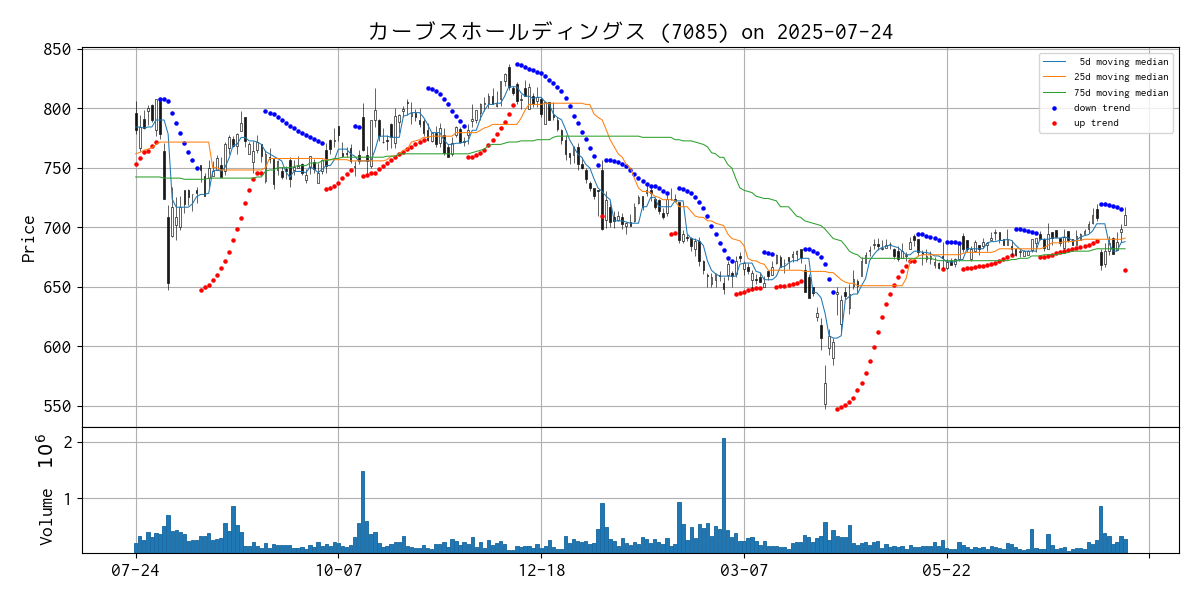 カーブスホールディングス (7085) on 2025-07-24
850
800
750
700
650
600
550
Price
5d moving median
25d moving median
75d moving median
down trend
up trend
2
1
Volume 10^6
07-24
10-07
12-18
03-07
05-22